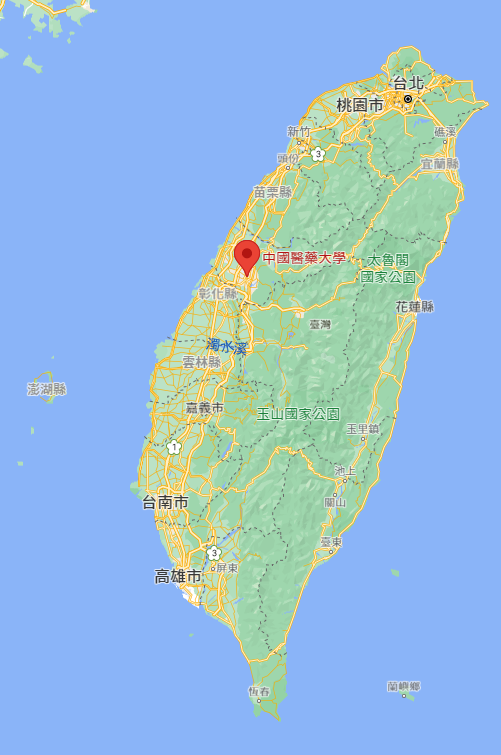 台北
桃園市
新竹
礁溪
3
頭份
宜蘭縣
苗栗縣
中國醫藥大學
太魯閣
國家公園
彰化縣
花蓮縣
臺灣
濁水溪
雲林縣
澎湖縣
嘉義市
玉山國家公園
玉里鎮
1
池上
台南市
關山
臺東
3
屏東
高雄市
恆春
蘭嶼鄉